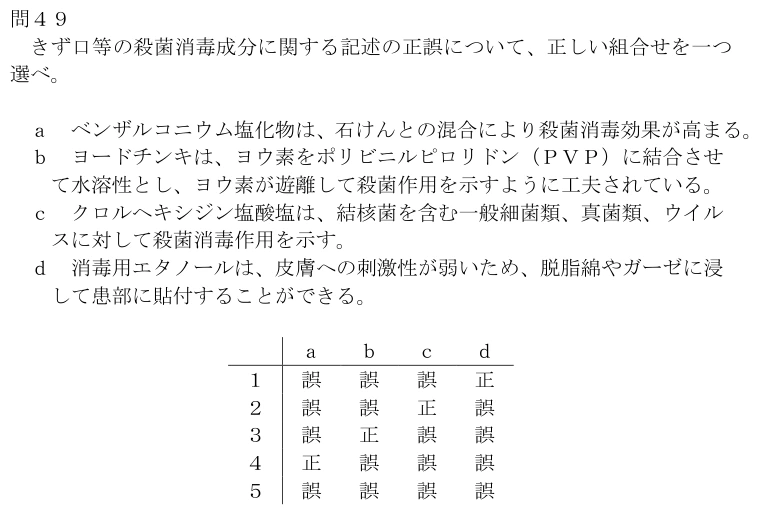 問４９
きず口等の殺菌消毒成分に関する記述の正誤について、正しい組合せを一つ
選べ。
a　ベンザルコニウム塩化物は、石けんとの混合により殺菌消毒効果が高まる。
b　ヨードチンキは、ヨウ素をポリビニルピロリドン（ＰＶＰ）に結合させ
て水溶性とし、ヨウ素が遊離して殺菌作用を示すように工夫されている。
c　クロルヘキシジン塩酸塩は、結核菌を含む一般細菌類、真菌類、ウイル
スに対して殺菌消毒作用を示す。
d　消毒用エタノールは、皮膚への刺激性が弱いため、脱脂綿やガーゼに浸
して患部に貼付することができる。
a b c d
1 誤 誤 誤 正
2 誤 誤 正 誤
3 誤 正 誤 誤
4 正 誤 誤 誤
5 誤 誤 誤 誤